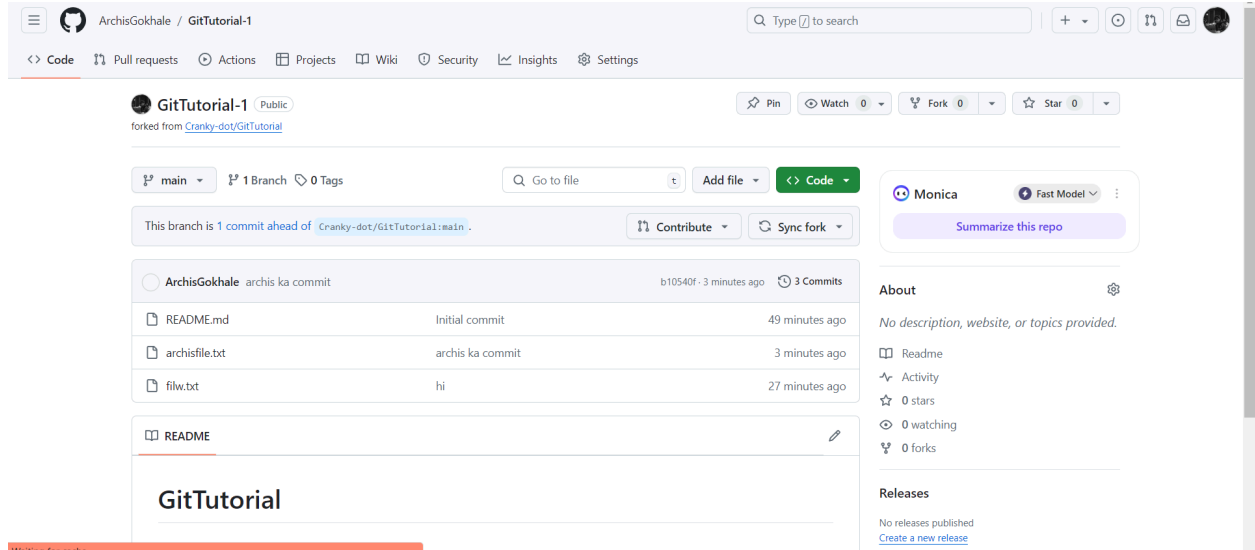 ArchisGokhale / GitTutorial-1
Type / to search
Code Pull requests Actions Projects Wiki Security Insights Settings
GitTutorial-1 Public
Pin Watch 0 Fork 0 Star 0
forked from Cranky-dot/GitTutorial
main 1 Branch 0 Tags Go to file t Add file Code
This branch is 1 commit ahead of Cranky-dot/GitTutorial:main . Contribute Sync fork
ArchisGokhale archis ka commit b10540f · 3 minutes ago 3 Commits
README.md Initial commit 49 minutes ago
archisfile.txt archis ka commit 3 minutes ago
filw.txt hi 27 minutes ago
README
GitTutorial
Monica Fast Model
Summarize this repo
About
No description, website, or topics provided.
Readme
Activity
0 stars
0 watching
0 forks
Releases
No releases published
Create a new release